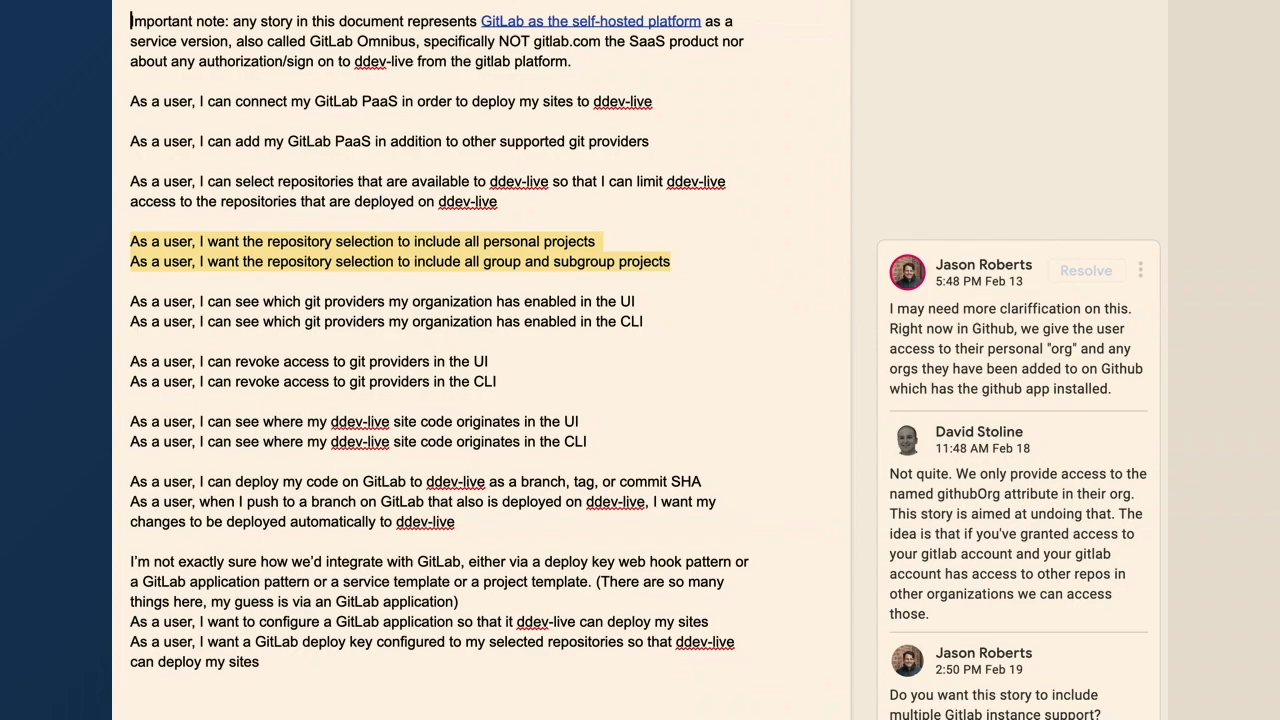 Important note: any story in this document represents GitLab as the self-hosted platform as a
service version, also called GitLab Omnibus, specifically NOT gitlab.com the SaaS product nor
about any authorization/sign on to ddev-live from the gitlab platform.
As a user, I can connect my GitLab PaaS in order to deploy my sites to ddev-live
As a user, I can add my GitLab PaaS in addition to other supported git providers
As a user, I can select repositories that are available to ddev-live so that I can limit ddev-live
access to the repositories that are deployed on ddev-live
As a user, I want the repository selection to include all personal projects
As a user, I want the repository selection to include all group and subgroup projects
As a user, I can see which git providers my organization has enabled in the UI
As a user, I can see which git providers my organization has enabled in the CLI
As a user, I can revoke access to git providers in the UI
As a user, I can revoke access to git providers in the CLI
As a user, I can see where my ddev-live site code originates in the UI
As a user, I can see where my ddev-live site code originates in the CLI
As a user, I can deploy my code on GitLab to ddev-live as a branch, tag, or commit SHA
As a user, when I push to a branch on GitLab that also is deployed on ddev-live, I want my
changes to be deployed automatically to ddev-live
I'm not exactly sure how we'd integrate with GitLab, either via a deploy key web hook pattern or
a GitLab application pattern or a service template or a project template. (There are so many
things here, my guess is via an GitLab application)
As a user, I want to configure a GitLab application so that it ddev-live can deploy my sites
As a user, I want a GitLab deploy key configured to my selected repositories so that ddev-live
can deploy my sites
Jason Roberts
Resolve
5:48 PM Feb 13
I may need more clariffication on this.
Right now in Github, we give the user
access to their personal "org" and any
orgs they have been added to on Github
which has the github app installed.
David Stoline
11:48 AM Feb 18
Not quite. We only provide access to the
named githubOrg attribute in their org.
This story is aimed at undoing that. The
idea is that if you've granted access to
your gitlab account and your gitlab
account has access to other repos in
other organizations we can access
those.
Jason Roberts
2:50 PM Feb 19
Do you want this story to include
multiple Gitlab instance support?